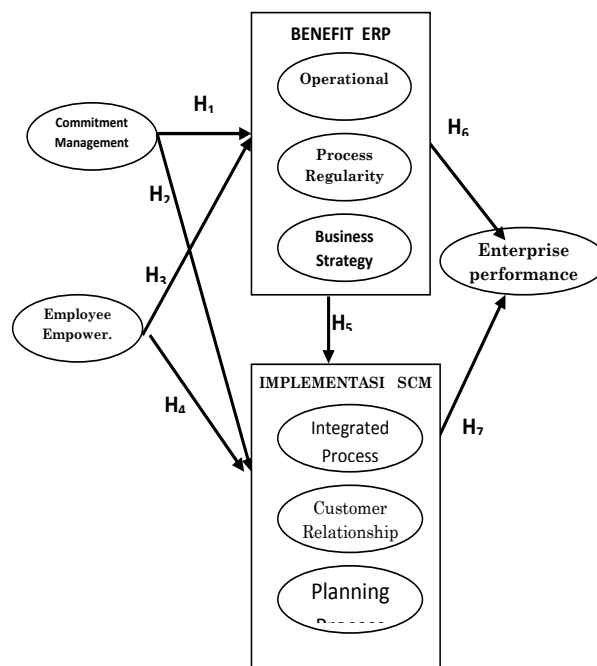 BENEFIT ERP
Operational
H₁
Commitment
Management
H₆
Process
Regularity
H₂
Business
Strategy
Enterprise
performance
H₃
Employee
Empower.
H₅
IMPLEMENTASI SCM
H₄
Integrated
Process
H₇
Customer
Relationship
Planning
Process